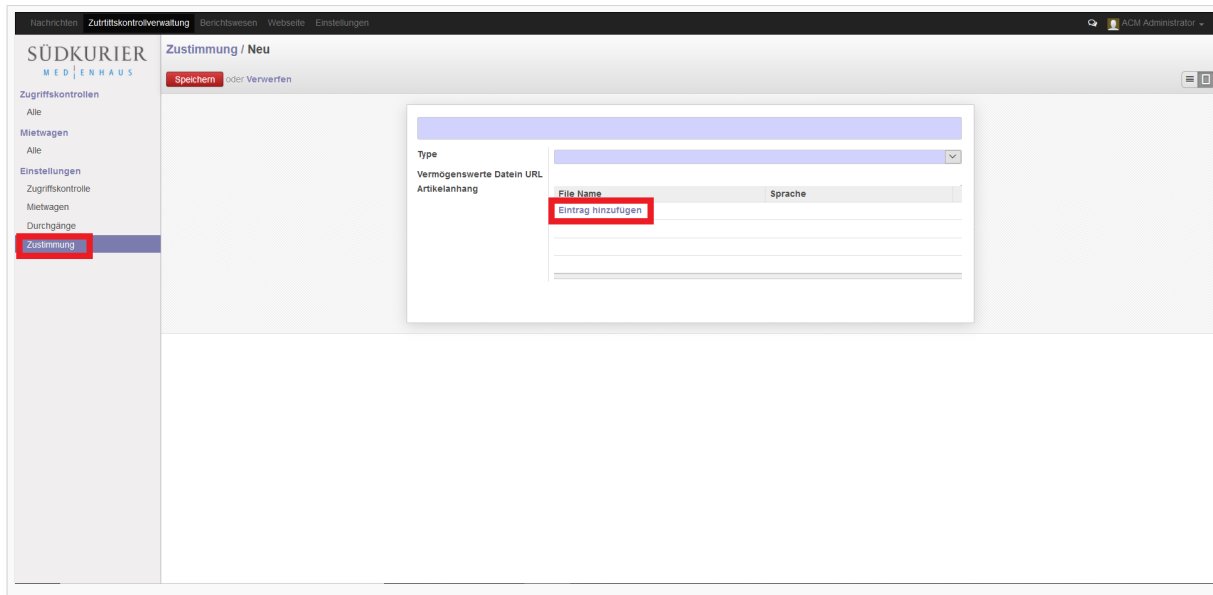 Nachrichten Zutrtittskontrollverwaltung Berichtswesen Webseite Einstellungen ACM Administrator
SÜDKURIER
MEDIENHAUS
Zustimmung / Neu
Speichern oder Verwerfen
Zugriffskontrollen
Alle
Mietwagen
Alle
Einstellungen
Zugriffskontrolle
Mietwagen
Durchgänge
Zustimmung
Type
Vermögenswerte Datein URL
Artikelanhang
File Name Sprache
Eintrag hinzufügen